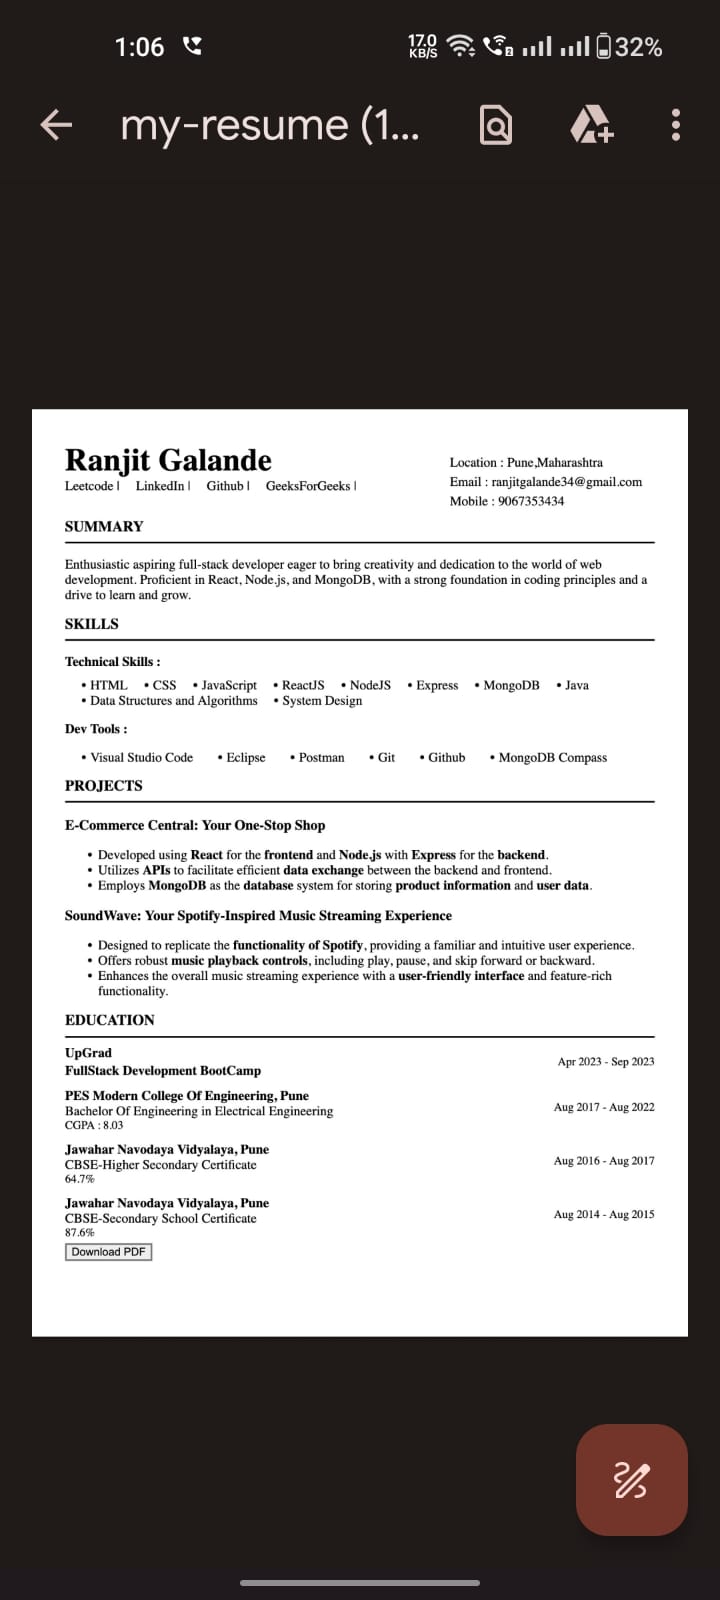 1:06
17.0
KB/S
2
32%
my-resume (1...
Ranjit Galande
Leetcode | LinkedIn | Github | GeeksForGeeks |
Location : Pune,Maharashtra
Email : ranjitgalande34@gmail.com
Mobile : 9067353434
SUMMARY
Enthusiastic aspiring full-stack developer eager to bring creativity and dedication to the world of web
development. Proficient in React, Node.js, and MongoDB, with a strong foundation in coding principles and a
drive to learn and grow.
SKILLS
Technical Skills :
• HTML • CSS • JavaScript • ReactJS • NodeJS • Express • MongoDB • Java
• Data Structures and Algorithms • System Design
Dev Tools :
• Visual Studio Code • Eclipse • Postman • Git • Github • MongoDB Compass
PROJECTS
E-Commerce Central: Your One-Stop Shop
• Developed using React for the frontend and Node.js with Express for the backend.
• Utilizes APIs to facilitate efficient data exchange between the backend and frontend.
• Employs MongoDB as the database system for storing product information and user data.
SoundWave: Your Spotify-Inspired Music Streaming Experience
• Designed to replicate the functionality of Spotify, providing a familiar and intuitive user experience.
• Offers robust music playback controls, including play, pause, and skip forward or backward.
• Enhances the overall music streaming experience with a user-friendly interface and feature-rich
functionality.
EDUCATION
UpGrad
FullStack Development BootCamp
Apr 2023 - Sep 2023
PES Modern College Of Engineering, Pune
Bachelor Of Engineering in Electrical Engineering
CGPA : 8.03
Aug 2017 - Aug 2022
Jawahar Navodaya Vidyalaya, Pune
CBSE-Higher Secondary Certificate
64.7%
Aug 2016 - Aug 2017
Jawahar Navodaya Vidyalaya, Pune
CBSE-Secondary School Certificate
87.6%
Aug 2014 - Aug 2015
Download PDF